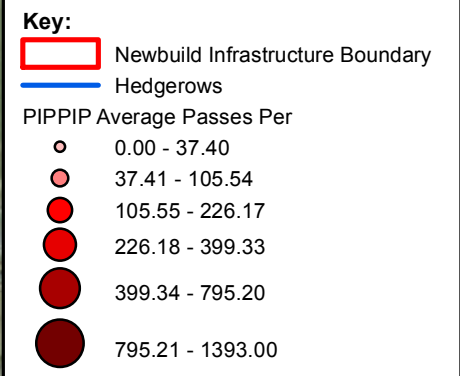 Key:
Newbuild Infrastructure Boundary
Hedgerows
PIPPIP Average Passes Per
0.00 - 37.40
37.41 - 105.54
105.55 - 226.17
226.18 - 399.33
399.34 - 795.20
795.21 - 1393.00